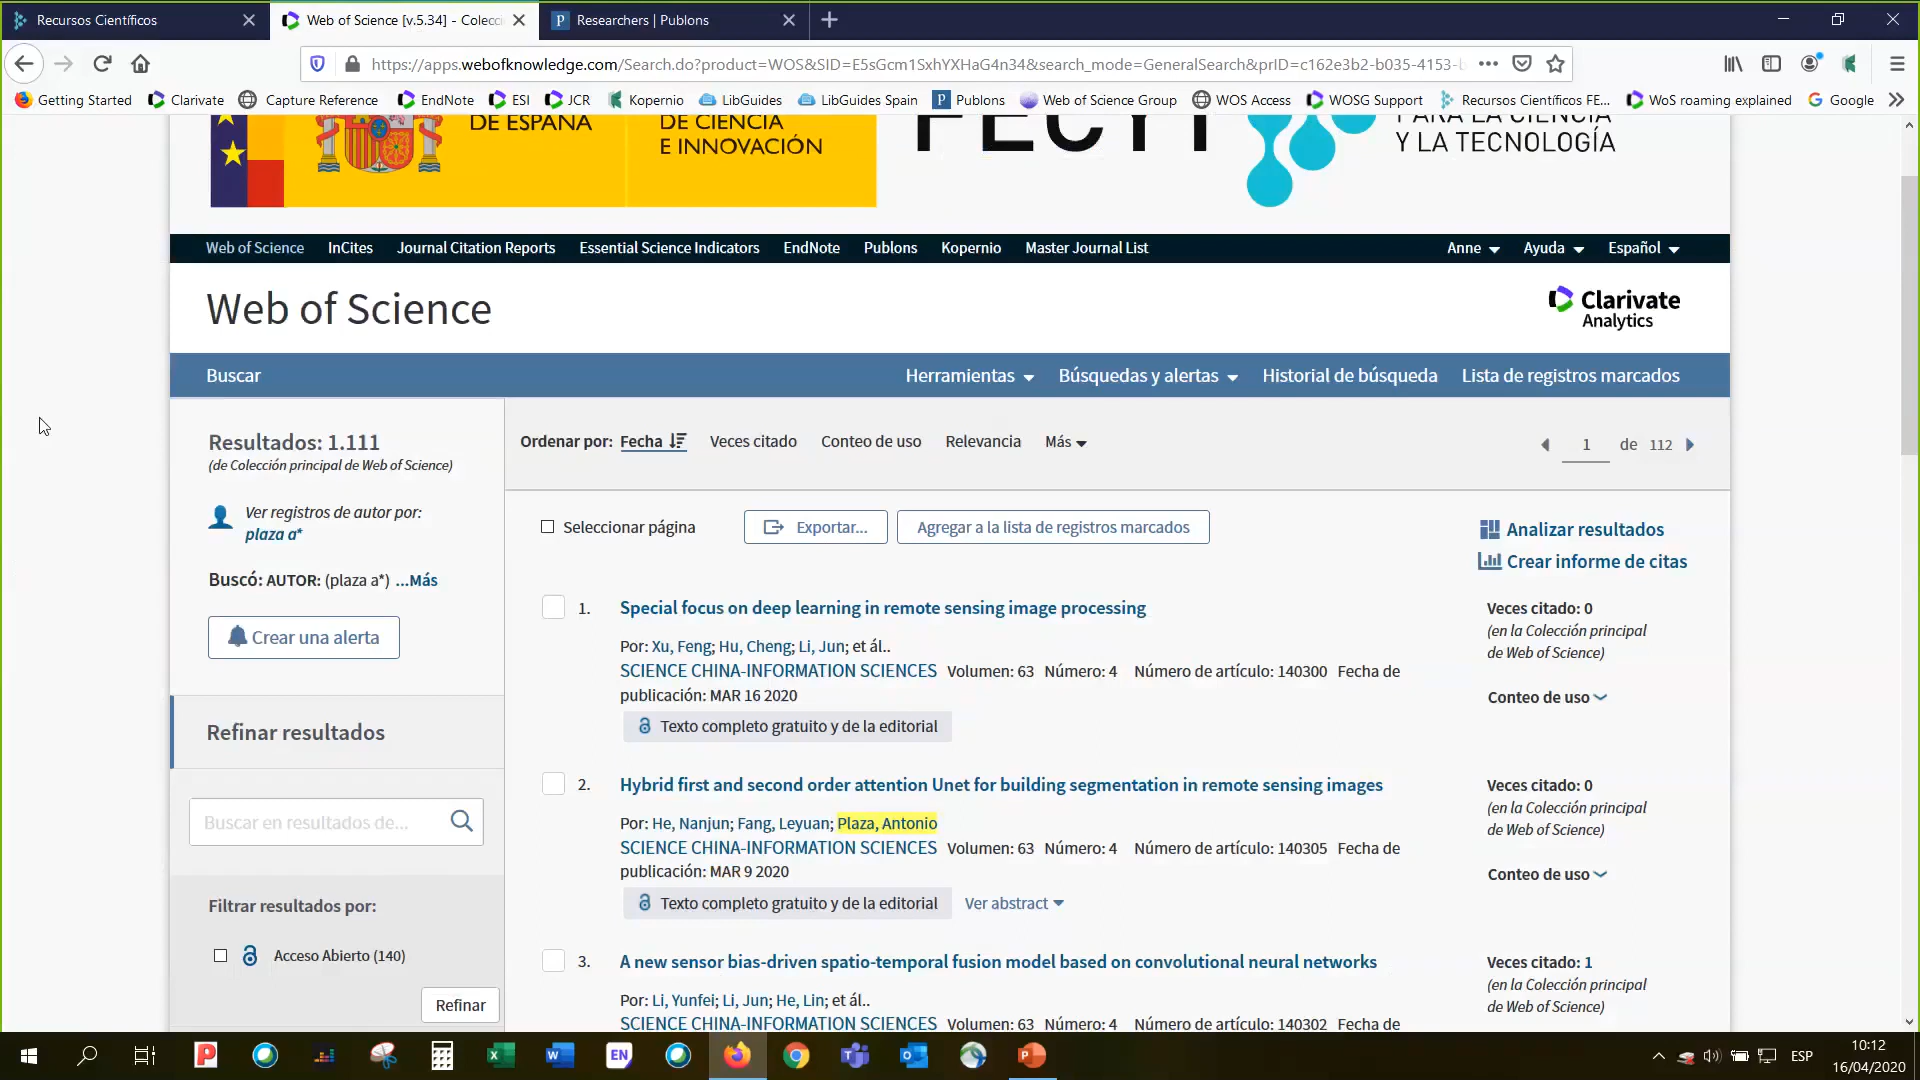 Recursos Científicos
Web of Science [v.5.34] - Colecc
Researchers | Publons
https://apps.webofknowledge.com/Search.do?product=WOS&SID=E5sGcm1SxhYXHaG4n34&search_mode=GeneralSearch&prID=c162e3b2-b035-4153-
Getting Started Clarivate Capture Reference EndNote ESI JCR Kopernio LibGuides LibGuides Spain Publons Web of Science Group WOS Access WOSG Support Recursos Científicos FE... WoS roaming explained Google
DE ESPAÑA
DE CIENCIA
E INNOVACIÓN
FECYT
PARA LA CIENCIA
Y LA TECNOLOGÍA
Web of Science InCites Journal Citation Reports Essential Science Indicators EndNote Publons Kopernio Master Journal List Anne Ayuda Español
Web of Science
Clarivate
Analytics
Buscar Herramientas Búsquedas y alertas Historial de búsqueda Lista de registros marcados
Resultados: 1.111
(de Colección principal de Web of Science)
Ver registros de autor por:
plaza a*
Buscó: AUTOR: (plaza a*) ...Más
Crear una alerta
Refinar resultados
Buscar en resultados de...
Filtrar resultados por:
Acceso Abierto (140)
Refinar
Ordenar por: Fecha Veces citado Conteo de uso Relevancia Más
1 de 112
Seleccionar página
Exportar...
Agregar a la lista de registros marcados
Analizar resultados
Crear informe de citas
1. Special focus on deep learning in remote sensing image processing
Por: Xu, Feng; Hu, Cheng; Li, Jun; et ál..
SCIENCE CHINA-INFORMATION SCIENCES Volumen: 63 Número: 4 Número de artículo: 140300 Fecha de
publicación: MAR 16 2020
Texto completo gratuito y de la editorial
Veces citado: 0
(en la Colección principal
de Web of Science)
Conteo de uso
2. Hybrid first and second order attention Unet for building segmentation in remote sensing images
Por: He, Nanjun; Fang, Leyuan; Plaza, Antonio
SCIENCE CHINA-INFORMATION SCIENCES Volumen: 63 Número: 4 Número de artículo: 140305 Fecha de
publicación: MAR 9 2020
Texto completo gratuito y de la editorial Ver abstract
Veces citado: 0
(en la Colección principal
de Web of Science)
Conteo de uso
3. A new sensor bias-driven spatio-temporal fusion model based on convolutional neural networks
Por: Li, Yunfei; Li, Jun; He, Lin; et ál..
SCIENCE CHINA-INFORMATION SCIENCES Volumen: 63 Número: 4 Número de artículo: 140302 Fecha de
Veces citado: 1
(en la Colección principal
de Web of Science)
EN
ESP
10:12
16/04/2020